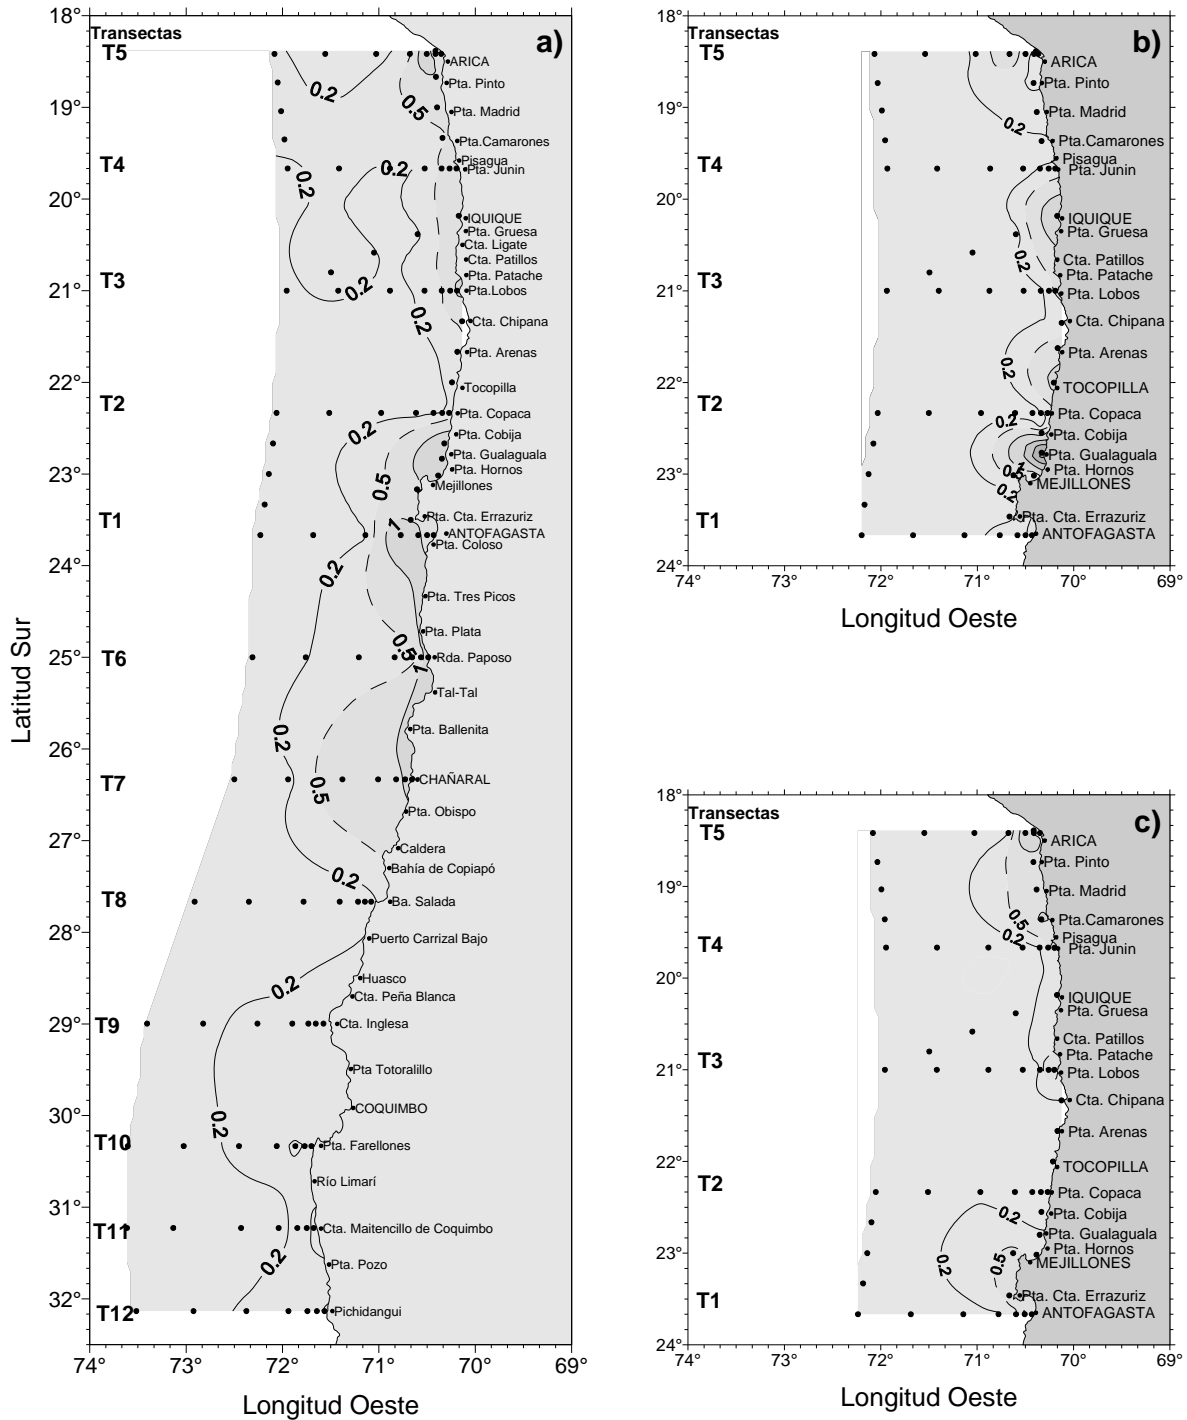 Transectas
a)
18°
19°
20°
21°
22°
23°
24°
25°
26°
27°
28°
29°
30°
31°
32°
T5
T4
T3
T2
T1
T6
T7
T8
T9
T10
T11
T12
ARICA
Pta. Pinto
Pta. Madrid
Pta.Camarones
Pisagua
Pta. Junin
IQUIQUE
Pta. Gruesa
Cta. Ligate
Cta. Patillos
Pta. Patache
Pta.Lobos
Cta. Chipana
Pta. Arenas
Tocopilla
Pta. Copaca
Pta. Cobija
Pta. Gualaguala
Pta. Hornos
Mejillones
Pta. Cta. Errazuriz
ANTOFAGASTA
Pta. Coloso
Pta. Tres Picos
Pta. Plata
Rda. Paposo
Tal-Tal
Pta. Ballenita
CHAÑARAL
Pta. Obispo
Caldera
Bahía de Copiapó
Ba. Salada
Puerto Carrizal Bajo
Huasco
Cta. Peña Blanca
Cta. Inglesa
Pta Totoralillo
COQUIMBO
Pta. Farellones
Río Limarí
Cta. Maitencillo de Coquimbo
Pta. Pozo
Pichidangui
0.2
0.5
0.2
0.2
0.2
0.2
0.2
0.5
1
0.2
0.5
1
0.2
0.5
0.2
0.2
0.2
0.2
74° 73° 72° 71° 70° 69°
Latitud Sur
Longitud Oeste
Transectas
b)
18°
19°
20°
21°
22°
23°
24°
T5
T4
T3
T2
T1
ARICA
Pta. Pinto
Pta. Madrid
Pta.Camarones
Pisagua
Pta. Junin
IQUIQUE
Pta. Gruesa
Cta. Patillos
Pta. Patache
Pta. Lobos
Cta. Chipana
Pta. Arenas
TOCOPILLA
Pta. Copaca
Pta. Cobija
Pta. Gualaguala
Pta. Hornos
MEJILLONES
Pta. Cta. Errazuriz
ANTOFAGASTA
0.2
0.2
0.2
0.2
1
0.5
0.2
74° 73° 72° 71° 70° 69°
Longitud Oeste
Transectas
c)
18°
19°
20°
21°
22°
23°
24°
T5
T4
T3
T2
T1
ARICA
Pta. Pinto
Pta. Madrid
Pta.Camarones
Pisagua
Pta. Junin
IQUIQUE
Pta. Gruesa
Cta. Patillos
Pta. Patache
Pta. Lobos
Cta. Chipana
Pta. Arenas
TOCOPILLA
Pta. Copaca
Pta. Cobija
Pta. Gualaguala
Pta. Hornos
MEJILLONES
Pta. Cta. Errazuriz
ANTOFAGASTA
0.5
0.2
0.2
0.2
0.5
74° 73° 72° 71° 70° 69°
Longitud Oeste